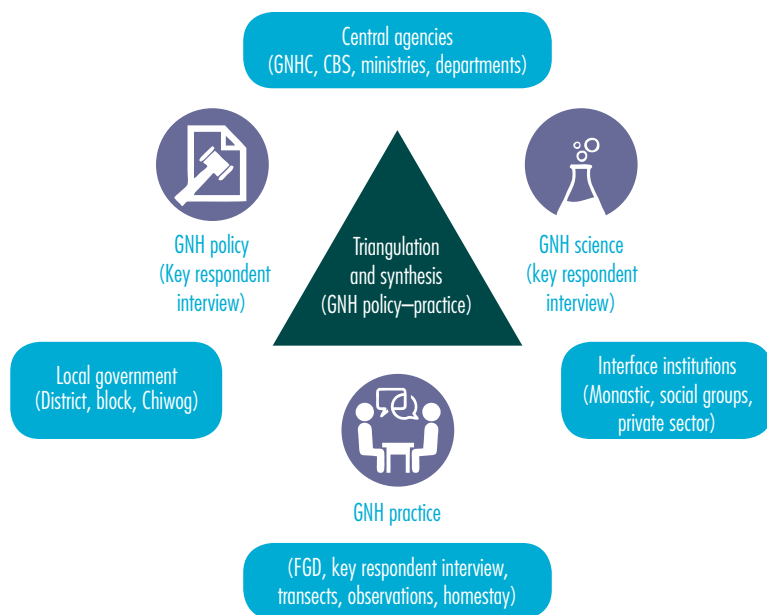 Central agencies
(GNHC, CBS, ministries, departments)
GNH policy
(Key respondent
interview)
Triangulation
and synthesis
(GNH policy–practice)
GNH science
(key respondent
interview)
Local government
(District, block, Chiwog)
Interface institutions
(Monastic, social groups,
private sector)
GNH practice
(FGD, key respondent interview,
transects, observations, homestay)